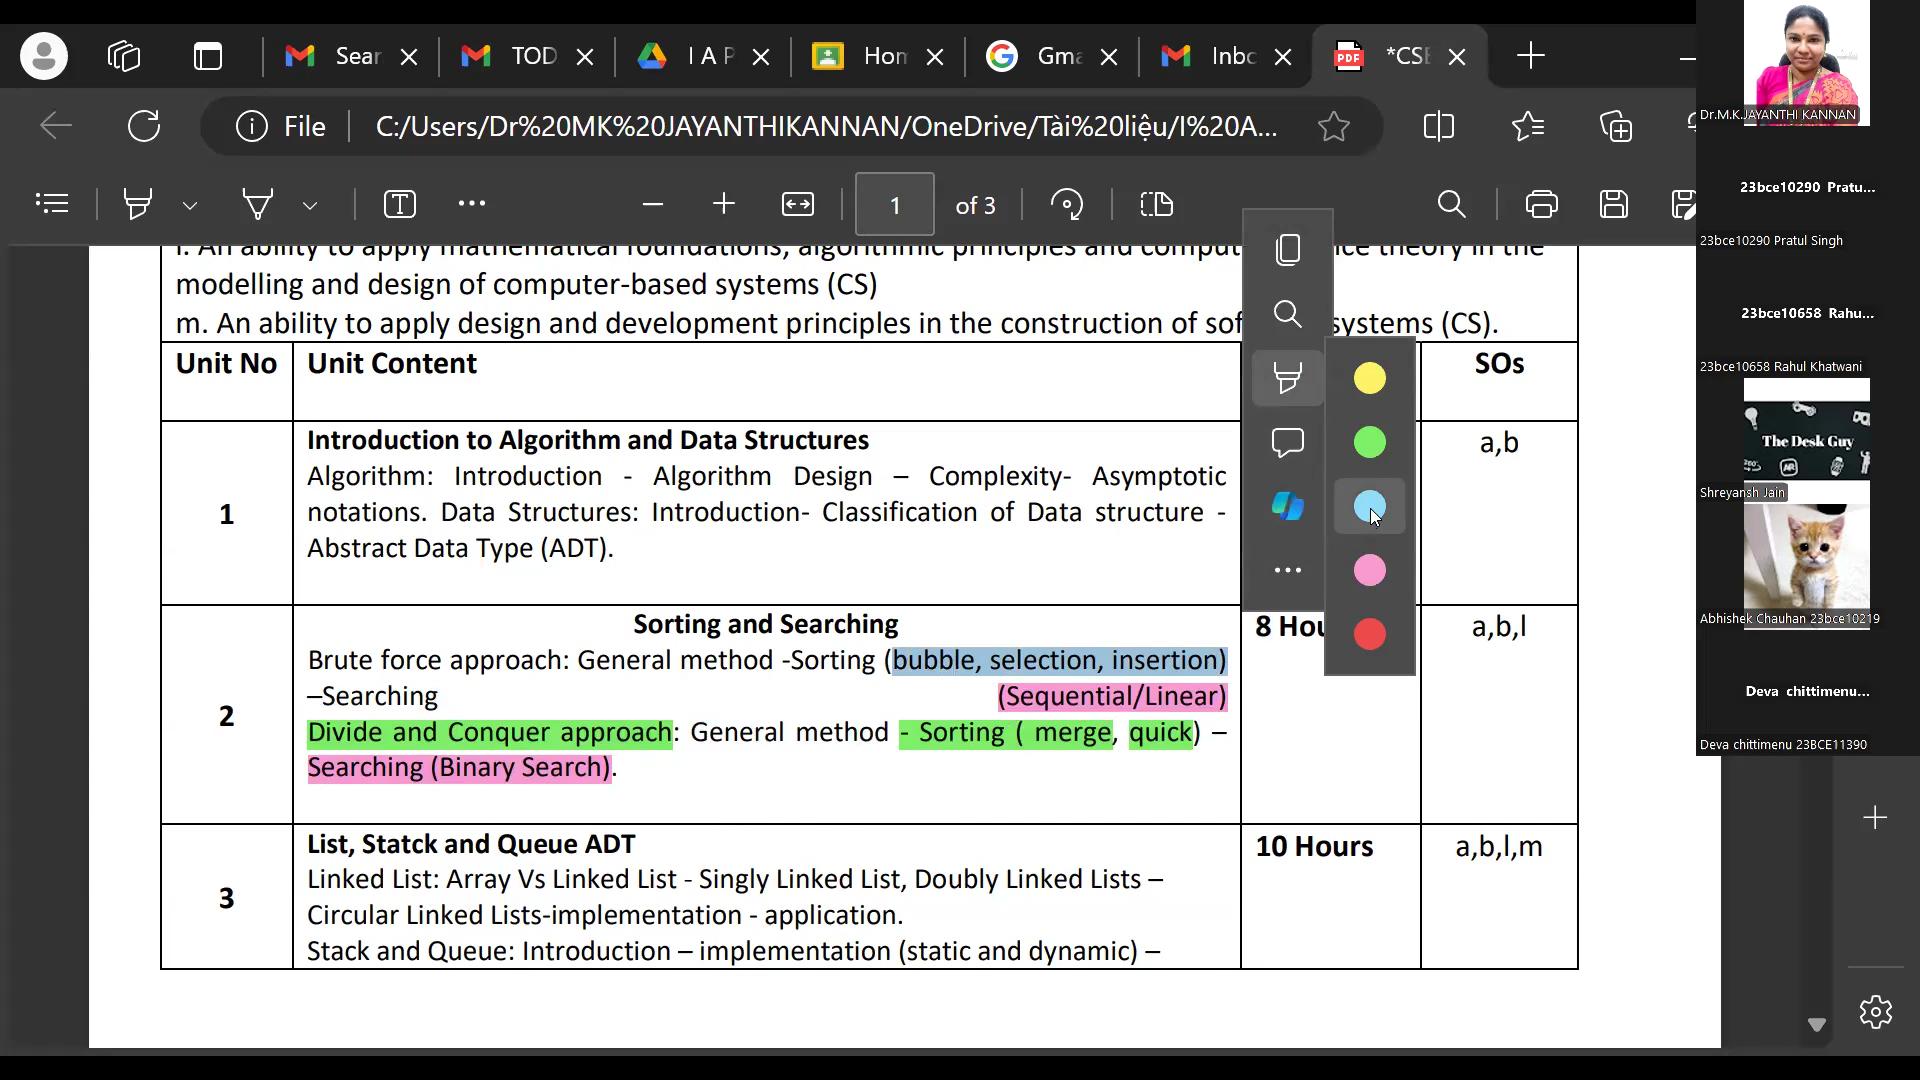 Sear
TOD
I A P
Hom
Gma
Inbc
*CSE
File
C:/Users/Dr%20MK%20JAYANTHIKANNAN/OneDrive/Tài%20liệu/I%20A...
1 of 3
modelling and design of computer-based systems (CS)
m. An ability to apply design and development principles in the construction of sof systems (CS).
Unit No Unit Content SOs
1
Introduction to Algorithm and Data Structures
Algorithm: Introduction - Algorithm Design – Complexity- Asymptotic
notations. Data Structures: Introduction- Classification of Data structure -
Abstract Data Type (ADT).
a,b
2
Sorting and Searching
Brute force approach: General method -Sorting (bubble, selection, insertion)
–Searching (Sequential/Linear)
Divide and Conquer approach: General method - Sorting ( merge, quick) –
Searching (Binary Search).
8 Hou
a,b,l
3
List, Statck and Queue ADT
Linked List: Array Vs Linked List - Singly Linked List, Doubly Linked Lists –
Circular Linked Lists-implementation - application.
Stack and Queue: Introduction – implementation (static and dynamic) –
10 Hours
a,b,l,m
Dr.M.K.JAYANTHI KANNAN
23bce10290 Pratu...
23bce10290 Pratul Singh
23bce10658 Rahu...
23bce10658 Rahul Khatwani
The Desk Guy
Shreyansh Jain
Abhishek Chauhan 23bce10219
Deva chittimenu...
Deva chittimenu 23BCE11390